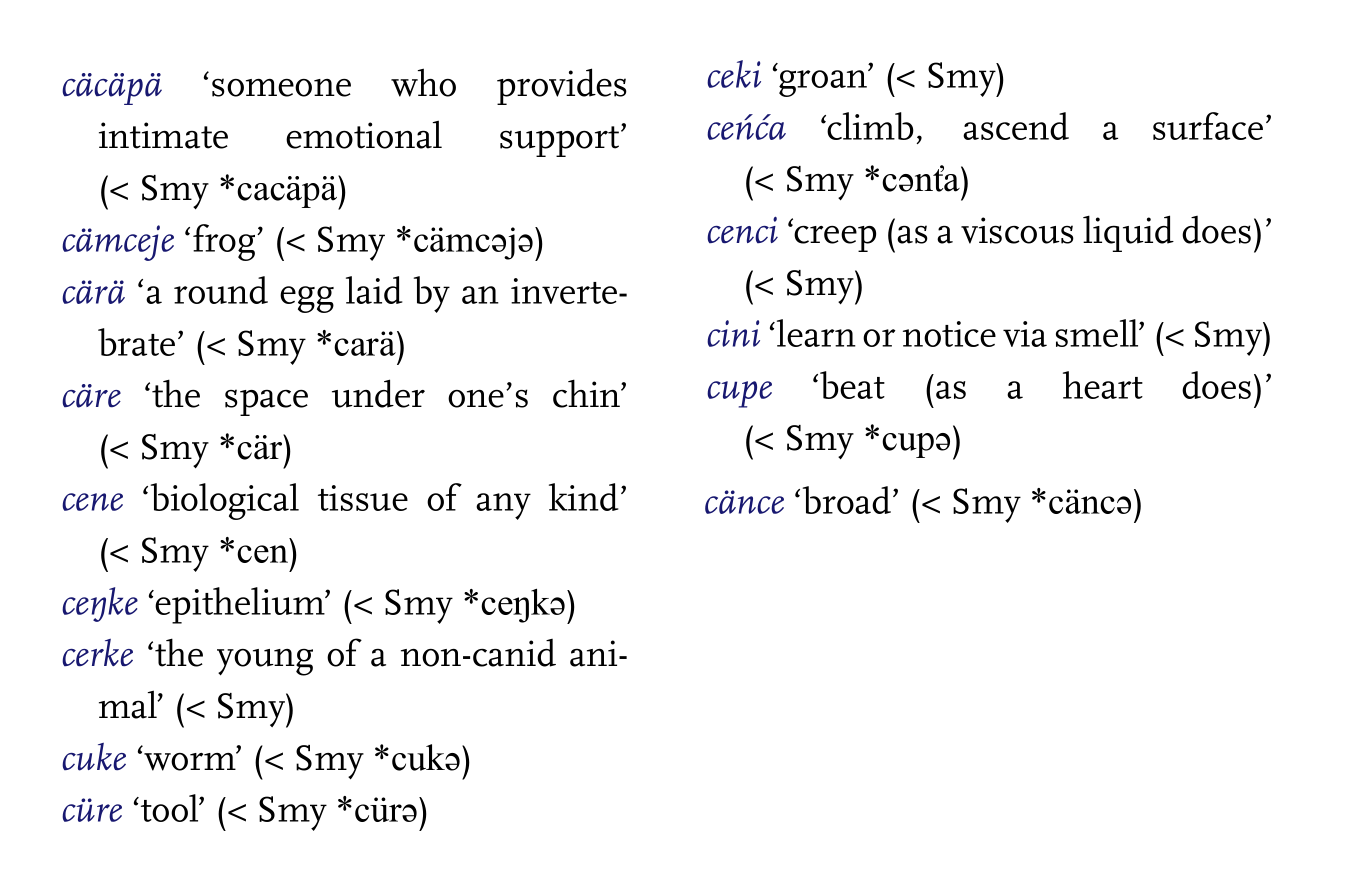 cäcäpä ‘someone who provides
intimate emotional support’
(< Smy *cacäpä)
cämceje ‘frog’ (< Smy *cämcəjə)
cärä ‘a round egg laid by an inverte-
brate’ (< Smy *carä)
cäre ‘the space under one’s chin’
(< Smy *cär)
cene ‘biological tissue of any kind’
(< Smy *cen)
ceŋke ‘epithelium’ (< Smy *ceŋkə)
cerke ‘the young of a non-canid ani-
mal’ (< Smy)
cuke ‘worm’ (< Smy *cukə)
cüre ‘tool’ (< Smy *cürə)
ceki ‘groan’ (< Smy)
ceńća ‘climb, ascend a surface’
(< Smy *cənťa)
cenci ‘creep (as a viscous liquid does)’
(< Smy)
cini ‘learn or notice via smell’ (< Smy)
cupe ‘beat (as a heart does)’
(< Smy *cupə)
cänce ‘broad’ (< Smy *cäncə)